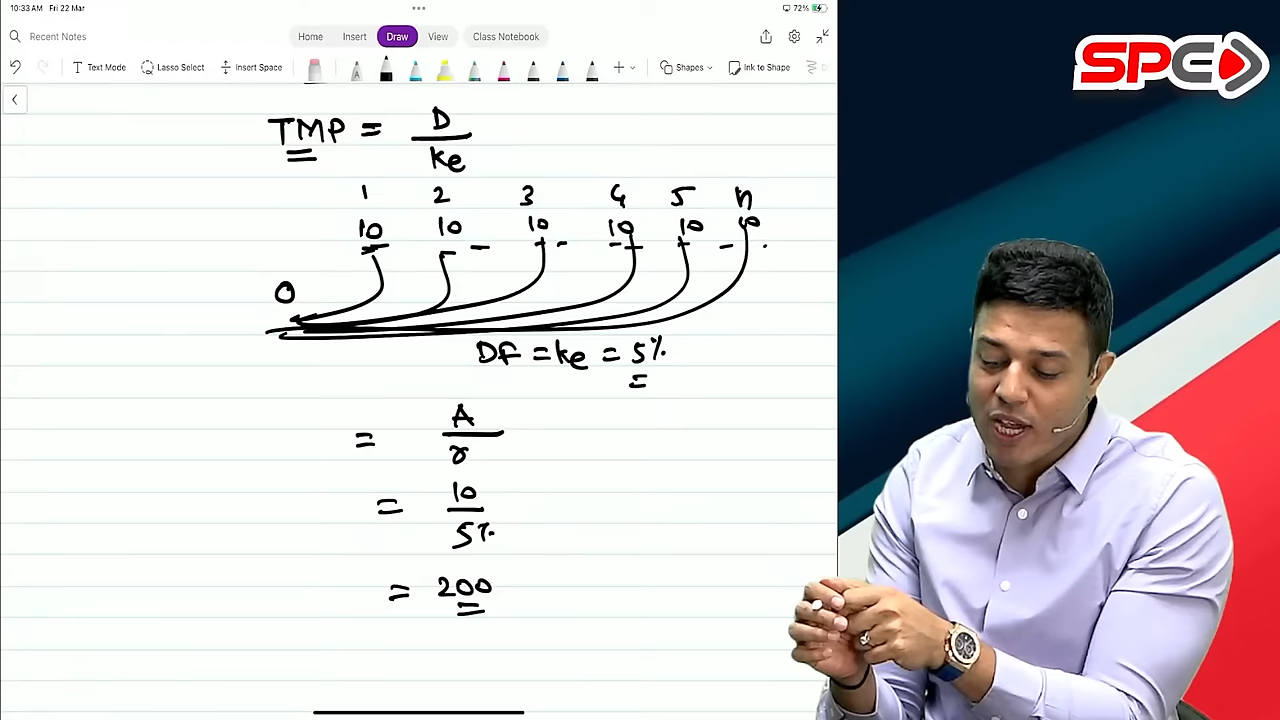 10:33 AM Fri 22 Mar
72%
Recent Notes
Home Insert Draw View Class Notebook
Text Mode Lasso Select Insert Space Shapes Ink to Shape
SPC
TMP = D / ke
1 2 3 4 5 n
10 10 10 10 10 10
0
DF = ke = 5%
= A / r
= 10 / 5%
= 200